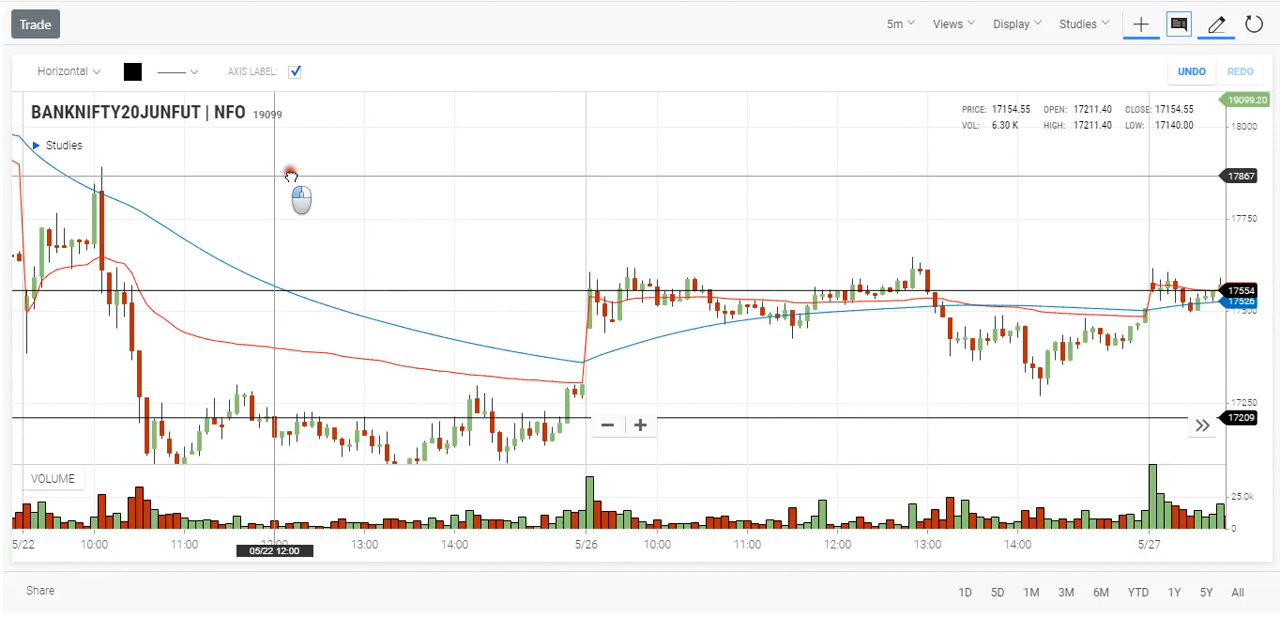 Trade
5m Views Display Studies
Horizontal AXIS LABEL: UNDO REDO
BANKNIFTY20JUNFUT | NFO 19099
PRICE: 17154.55 OPEN: 17211.40 CLOSE: 17154.55
VOL: 6.30 K HIGH: 17211.40 LOW: 17140.00
Studies
19099.20
18000
17867
17750
17554
17526
17500
17250
17209
VOLUME
25.0k
0
5/22 10:00 11:00 12:00 13:00 14:00 5/26 10:00 11:00 12:00 13:00 14:00 5/27
05/22 12:00
Share 1D 5D 1M 3M 6M YTD 1Y 5Y All